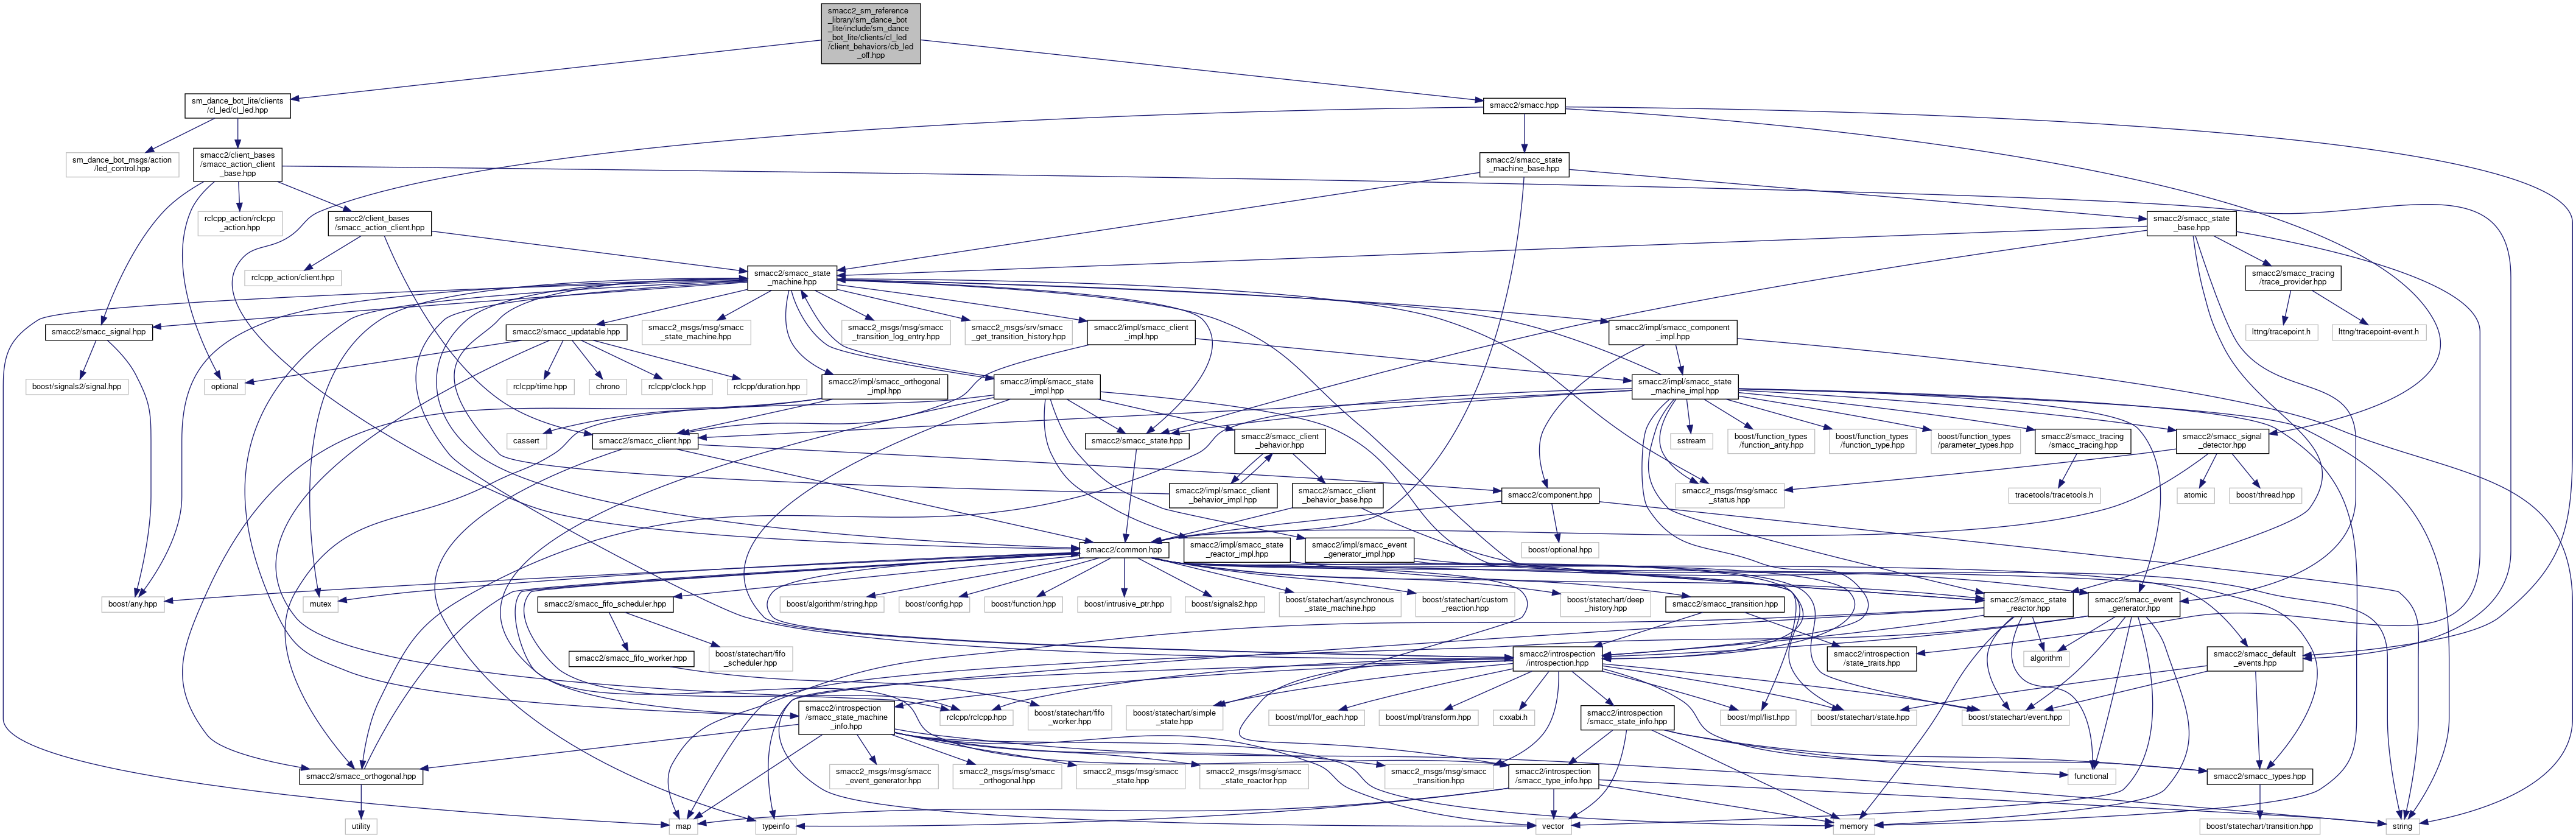 smacc2_sm_reference
_library/sm_dance_bot
_lite/include/sm_dance
_bot_lite/clients/cl_led
/client_behaviors/cb_led
_off.hpp
sm_dance_bot_lite/clients
/cl_led/cl_led.hpp
smacc2/smacc.hpp
sm_dance_bot_msgs/action
/led_control.hpp
smacc2/client_bases
/smacc_action_client
_base.hpp
smacc2/smacc_state
_machine_base.hpp
rclcpp_action/rclcpp
_action.hpp
smacc2/client_bases
/smacc_action_client.hpp
smacc2/smacc_state
_base.hpp
rclcpp_action/client.hpp
smacc2/smacc_state
_machine.hpp
smacc2/smacc_tracing
/trace_provider.hpp
smacc2/smacc_signal.hpp
smacc2/smacc_updatable.hpp
smacc2_msgs/msg/smacc
_state_machine.hpp
smacc2_msgs/msg/smacc
_transition_log_entry.hpp
smacc2_msgs/srv/smacc
_get_transition_history.hpp
smacc2/impl/smacc_client
_impl.hpp
smacc2/impl/smacc_component
_impl.hpp
lttng/tracepoint.h
lttng/tracepoint-event.h
boost/signals2/signal.hpp
optional
rclcpp/time.hpp
chrono
rclcpp/clock.hpp
rclcpp/duration.hpp
smacc2/impl/smacc_orthogonal
_impl.hpp
smacc2/impl/smacc_state
_impl.hpp
smacc2/impl/smacc_state
_machine_impl.hpp
cassert
smacc2/smacc_client.hpp
smacc2/smacc_state.hpp
smacc2/smacc_client
_behavior.hpp
sstream
boost/function_types
/function_arity.hpp
boost/function_types
/function_type.hpp
boost/function_types
/parameter_types.hpp
smacc2/smacc_tracing
/smacc_tracing.hpp
smacc2/smacc_signal
_detector.hpp
smacc2/impl/smacc_client
_behavior_impl.hpp
smacc2/smacc_client
_behavior_base.hpp
smacc2/component.hpp
smacc2_msgs/msg/smacc
_status.hpp
tracetools/tracetools.h
atomic
boost/thread.hpp
smacc2/common.hpp
smacc2/impl/smacc_state
_reactor_impl.hpp
smacc2/impl/smacc_event
_generator_impl.hpp
boost/optional.hpp
boost/any.hpp
mutex
smacc2/smacc_fifo_scheduler.hpp
boost/algorithm/string.hpp
boost/config.hpp
boost/function.hpp
boost/intrusive_ptr.hpp
boost/signals2.hpp
boost/statechart/asynchronous
_state_machine.hpp
boost/statechart/custom
_reaction.hpp
boost/statechart/deep
_history.hpp
smacc2/smacc_transition.hpp
smacc2/smacc_state
_reactor.hpp
smacc2/smacc_event
_generator.hpp
smacc2/smacc_fifo_worker.hpp
boost/statechart/fifo
_scheduler.hpp
smacc2/introspection
/introspection.hpp
smacc2/introspection
/state_traits.hpp
algorithm
smacc2/smacc_default
_events.hpp
smacc2/introspection
/smacc_state_machine
_info.hpp
rclcpp/rclcpp.hpp
boost/statechart/fifo
_worker.hpp
boost/statechart/simple
_state.hpp
boost/mpl/for_each.hpp
boost/mpl/transform.hpp
cxxabi.h
smacc2/introspection
/smacc_state_info.hpp
boost/mpl/list.hpp
boost/statechart/state.hpp
boost/statechart/event.hpp
smacc2/smacc_orthogonal.hpp
smacc2_msgs/msg/smacc
_event_generator.hpp
smacc2_msgs/msg/smacc
_orthogonal.hpp
smacc2_msgs/msg/smacc
_state.hpp
smacc2_msgs/msg/smacc
_state_reactor.hpp
smacc2_msgs/msg/smacc
_transition.hpp
smacc2/introspection
/smacc_type_info.hpp
functional
smacc2/smacc_types.hpp
utility
map
typeinfo
vector
memory
boost/statechart/transition.hpp
string